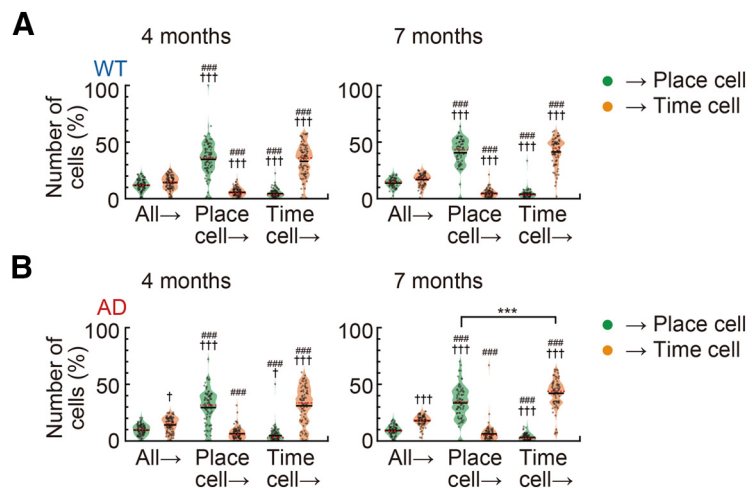 A
4 months
7 months
WT
→ Place cell
→ Time cell
Number of
cells (%)
100
50
0
###
†††
###
†††
###
†††
###
†††
All→
Place
cell→
Time
cell→
100
50
0
###
†††
###
†††
###
†††
###
†††
All→
Place
cell→
Time
cell→
B
4 months
7 months
AD
→ Place cell
→ Time cell
Number of
cells (%)
100
50
0
†
###
†††
###
###
†
###
†††
All→
Place
cell→
Time
cell→
100
50
0
***
†††
###
†††
###
###
†††
###
†††
All→
Place
cell→
Time
cell→